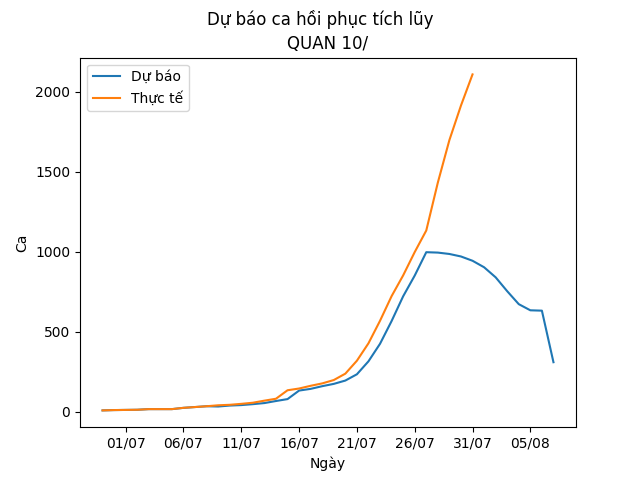 Dự báo ca hồi phục tích lũy
QUAN 10/
Dự báo
Thực tế
2000
1500
1000
500
0
Ca
01/07 06/07 11/07 16/07 21/07 26/07 31/07 05/08
Ngày